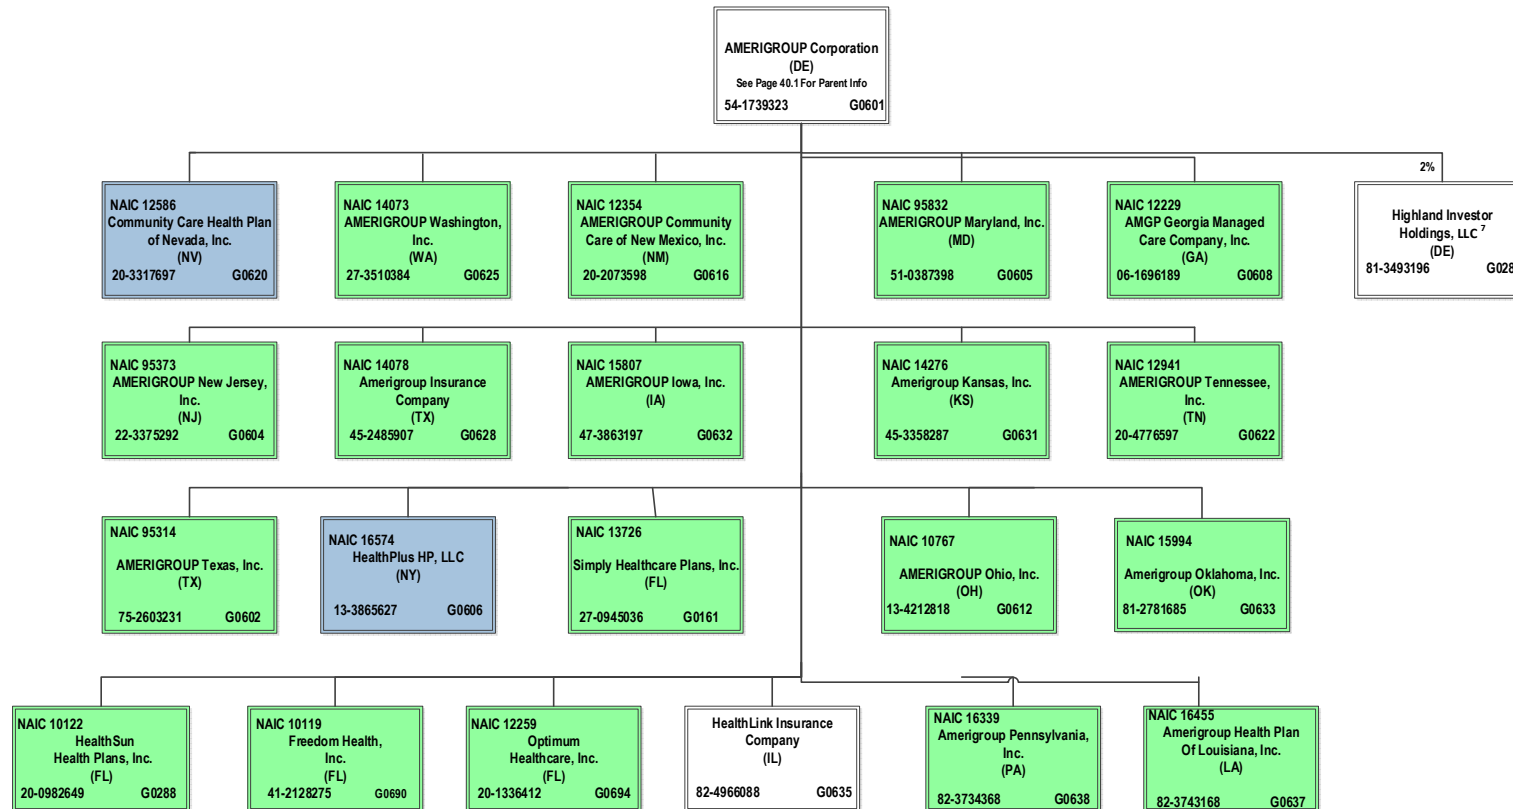 AMERIGROUP Corporation
(DE)
See Page 40.1 For Parent Info
54-1739323 G0601
2%
NAIC 12586
Community Care Health Plan
of Nevada, Inc.
(NV)
20-3317697 G0620
NAIC 14073
AMERIGROUP Washington,
Inc.
(WA)
27-3510384 G0625
NAIC 12354
AMERIGROUP Community
Care of New Mexico, Inc.
(NM)
20-2073598 G0616
NAIC 95832
AMERIGROUP Maryland, Inc.
(MD)
51-0387398 G0605
NAIC 12229
AMGP Georgia Managed
Care Company, Inc.
(GA)
06-1696189 G0608
Highland Investor
Holdings, LLC 7
(DE)
81-3493196 G028
NAIC 95373
AMERIGROUP New Jersey,
Inc.
(NJ)
22-3375292 G0604
NAIC 14078
Amerigroup Insurance
Company
(TX)
45-2485907 G0628
NAIC 15807
AMERIGROUP Iowa, Inc.
(IA)
47-3863197 G0632
NAIC 14276
Amerigroup Kansas, Inc.
(KS)
45-3358287 G0631
NAIC 12941
AMERIGROUP Tennessee,
Inc.
(TN)
20-4776597 G0622
NAIC 95314
AMERIGROUP Texas, Inc.
(TX)
75-2603231 G0602
NAIC 16574
HealthPlus HP, LLC
(NY)
13-3865627 G0606
NAIC 13726
Simply Healthcare Plans, Inc.
(FL)
27-0945036 G0161
NAIC 10767
AMERIGROUP Ohio, Inc.
(OH)
13-4212818 G0612
NAIC 15994
Amerigroup Oklahoma, Inc.
(OK)
81-2781685 G0633
NAIC 10122
HealthSun
Health Plans, Inc.
(FL)
20-0982649 G0288
NAIC 10119
Freedom Health,
Inc.
(FL)
41-2128275 G0690
NAIC 12259
Optimum
Healthcare, Inc.
(FL)
20-1336412 G0694
HealthLink Insurance
Company
(IL)
82-4966088 G0635
NAIC 16339
Amerigroup Pennsylvania,
Inc.
(PA)
82-3734368 G0638
NAIC 16455
Amerigroup Health Plan
Of Louisiana, Inc.
(LA)
82-3743168 G0637